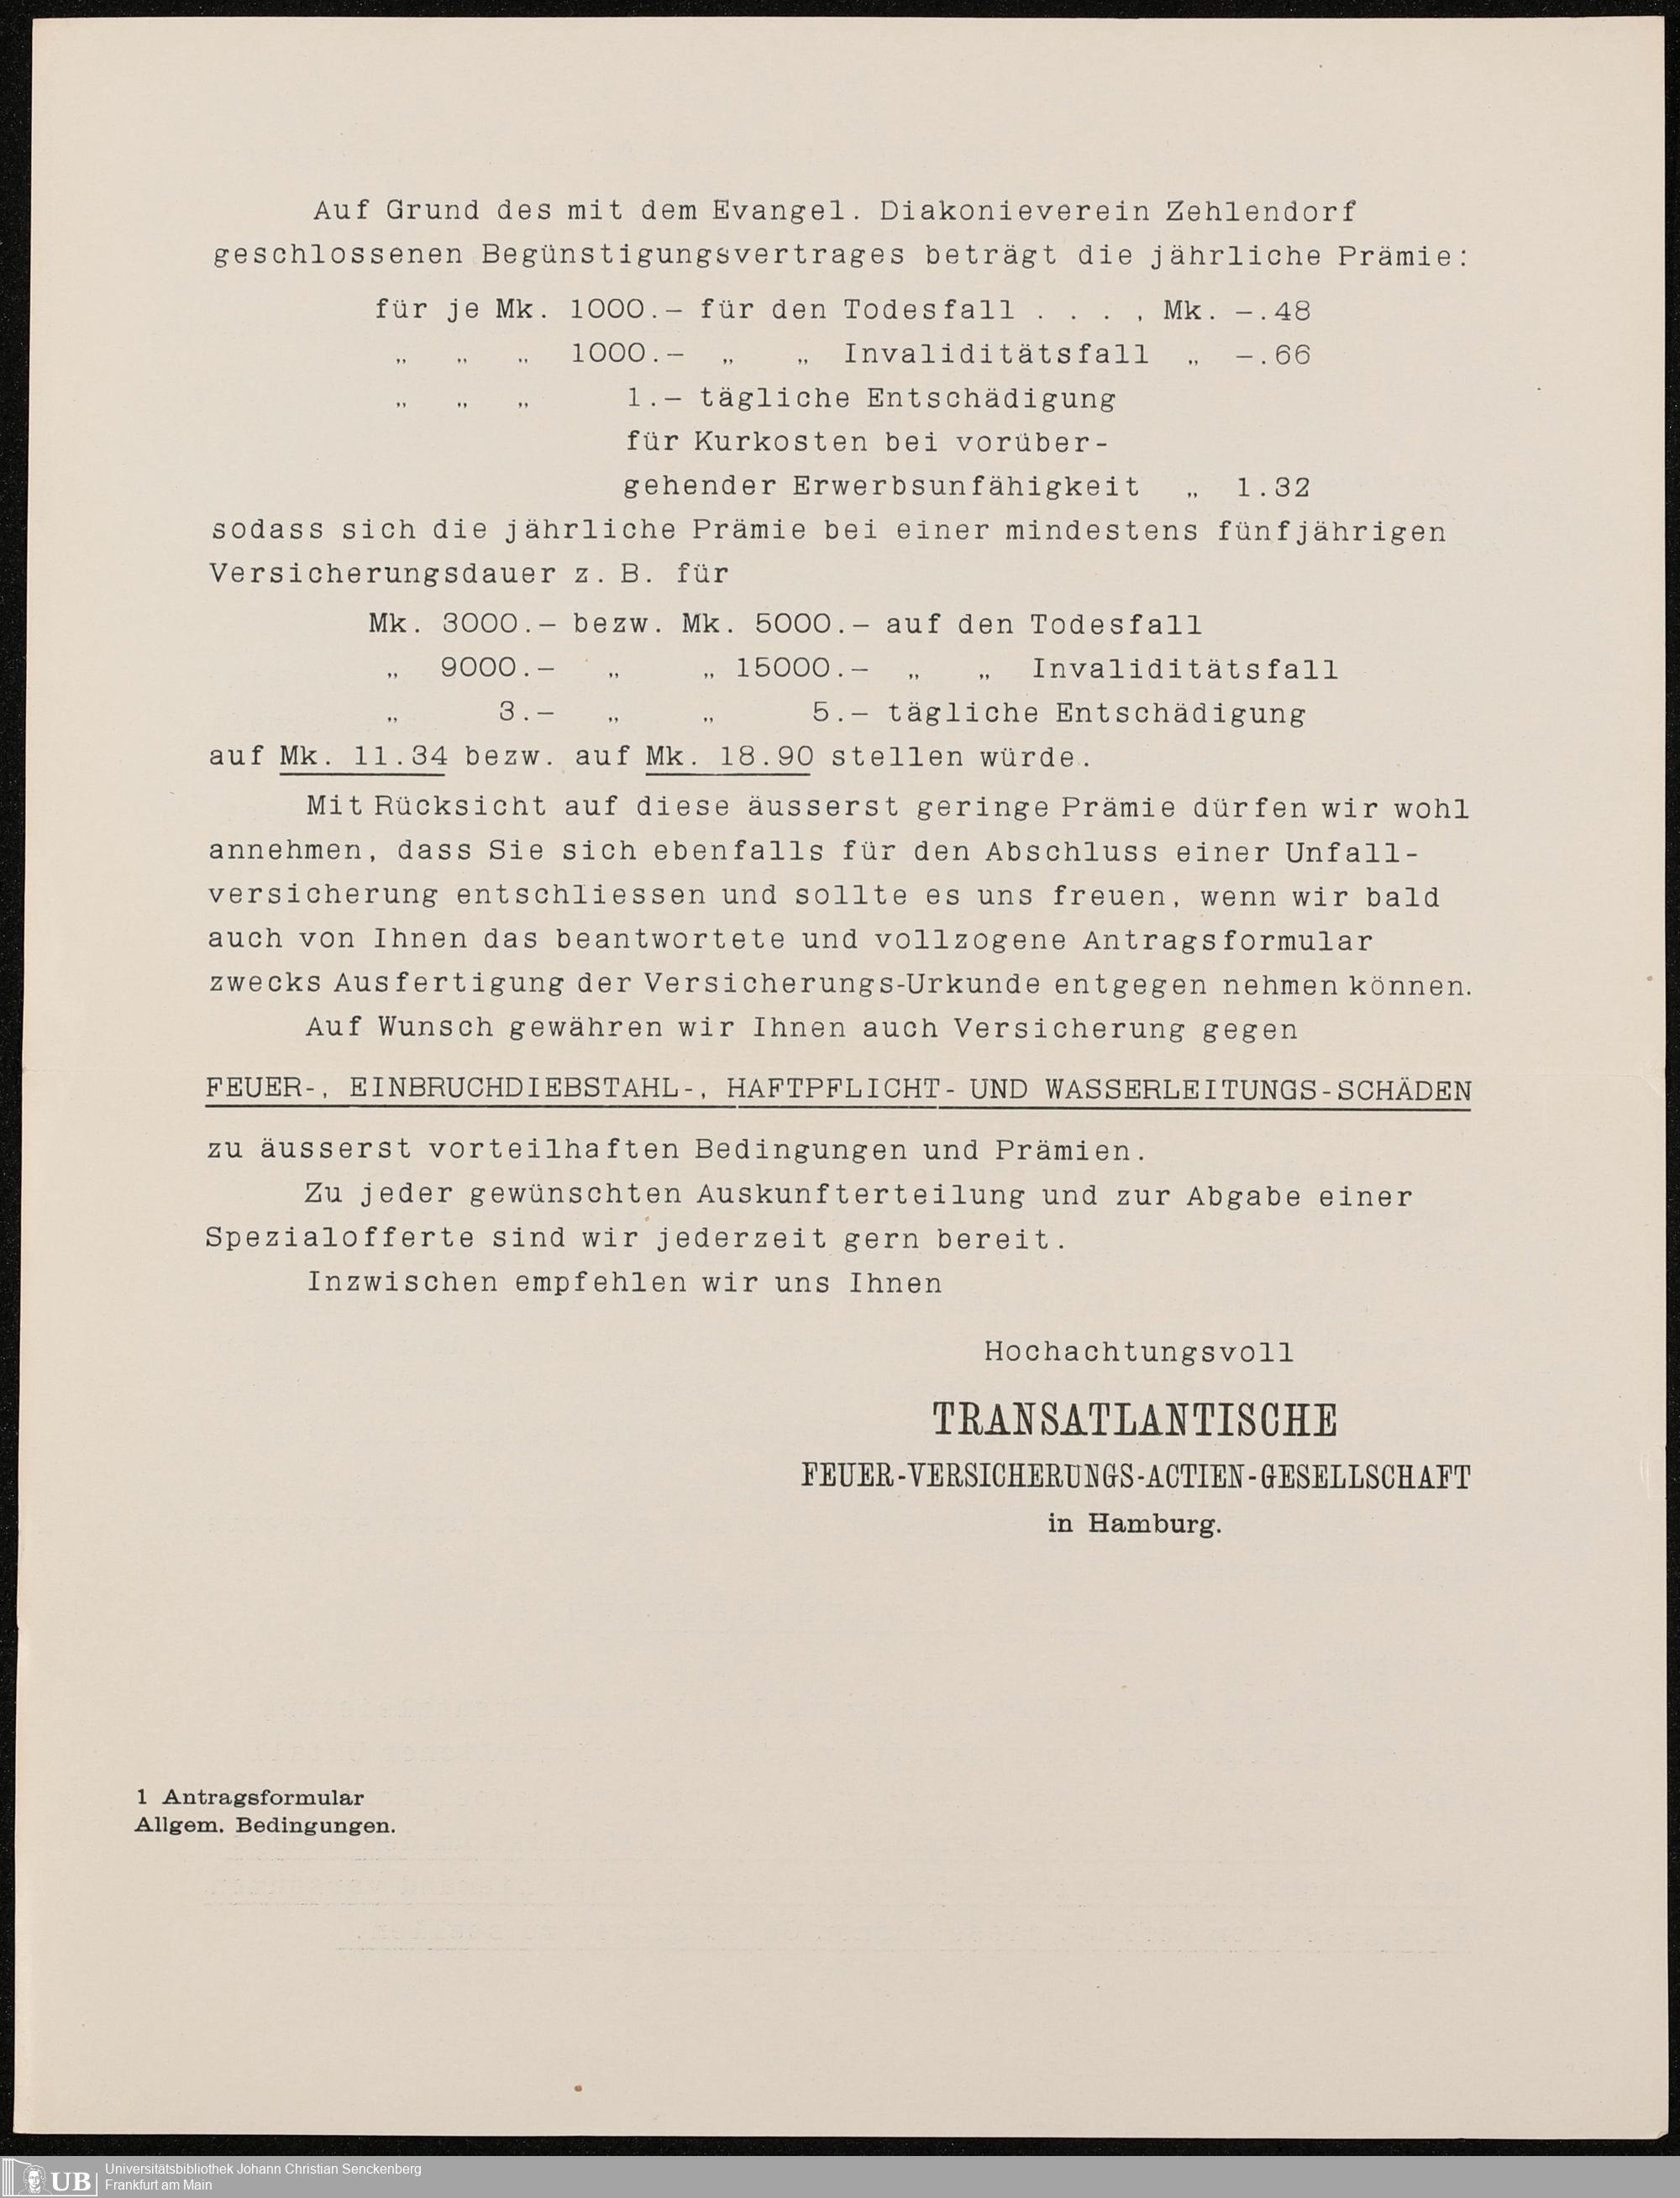 Auf Grund des mit dem Evangel. Diakonieverein Zehlendorf
geschlossenen Begünstigungsvertrages beträgt die jährliche Prämie:
für je Mk. 1000.— für den Todesfall . . . , Mk. —.48
„ „ „ 1000.— „ „ Invaliditätsfall „ —.66
„ „ „ 1.— tägliche Entschädigung
für Kurkosten bei vorüber-
gehender Erwerbsunfähigkeit „ 1.32
sodass sich die jährliche Prämie bei einer mindestens fünfjährigen
Versicherungsdauer z. B. für
Mk. 3000.— bezw. Mk. 5000.— auf den Todesfall
„ 9000.— „ „ 15000.— „ „ Invaliditätsfall
„ 3.— „ „ 5.— tägliche Entschädigung
auf Mk. 11.34 bezw. auf Mk. 18.90 stellen würde.
Mit Rücksicht auf diese äusserst geringe Prämie dürfen wir wohl
annehmen, dass Sie sich ebenfalls für den Abschluss einer Unfall-
versicherung entschliessen und sollte es uns freuen, wenn wir bald
auch von Ihnen das beantwortete und vollzogene Antragsformular
zwecks Ausfertigung der Versicherungs-Urkunde entgegen nehmen können.
Auf Wunsch gewähren wir Ihnen auch Versicherung gegen
FEUER-, EINBRUCHDIEBSTAHL-, HAFTPFLICHT- UND WASSERLEITUNGS-SCHÄDEN
zu äusserst vorteilhaften Bedingungen und Prämien.
Zu jeder gewünschten Auskunfterteilung und zur Abgabe einer
Spezialofferte sind wir jederzeit gern bereit.
Inzwischen empfehlen wir uns Ihnen
Hochachtungsvoll
TRANSATLANTISCHE
FEUER-VERSICHERUNGS-ACTIEN-GESELLSCHAFT
in Hamburg.
1 Antragsformular
Allgem. Bedingungen.
UB Universitätsbibliothek Johann Christian Senckenberg
Frankfurt am Main